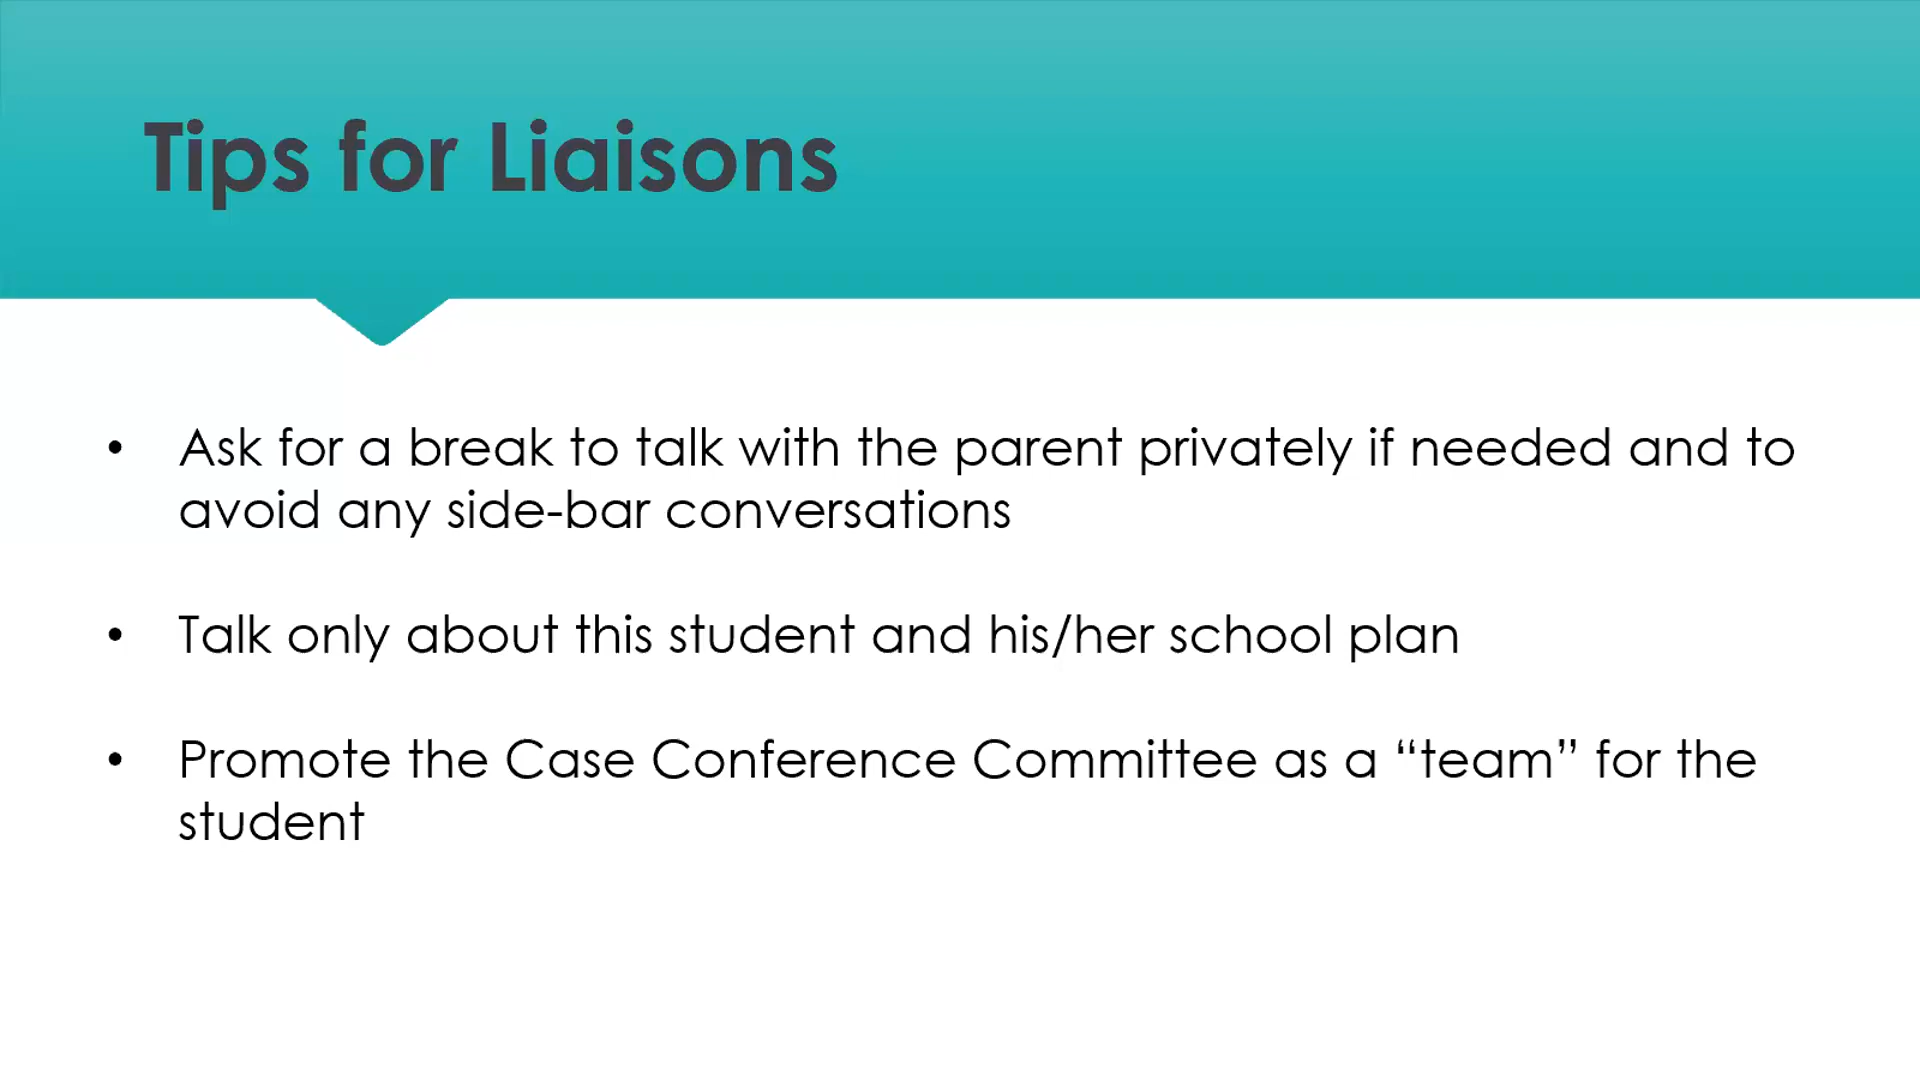 Tips for Liaisons
• Ask for a break to talk with the parent privately if needed and to
avoid any side-bar conversations
• Talk only about this student and his/her school plan
• Promote the Case Conference Committee as a “team” for the
student